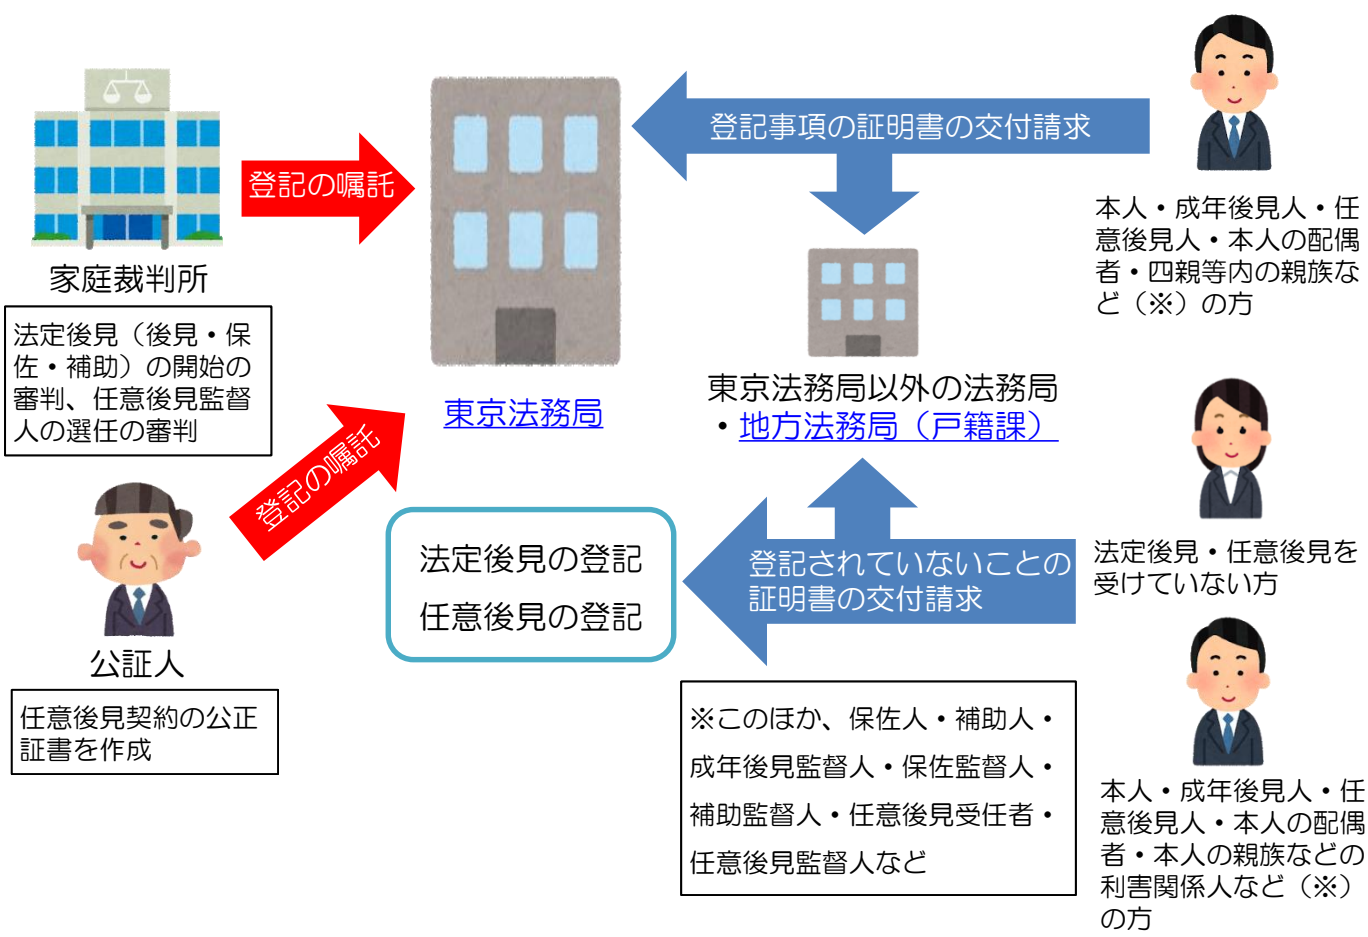 登記の嘱託
家庭裁判所
法定後見（後見・保
佐・補助）の開始の
審判、任意後見監督
人の選任の審判
登記の嘱託
公証人
任意後見契約の公正
証書を作成
東京法務局
法定後見の登記
任意後見の登記
登記事項の証明書の交付請求
東京法務局以外の法務局
・地方法務局（戸籍課）
登記されていないことの
証明書の交付請求
※このほか、保佐人・補助人・
成年後見監督人・保佐監督人・
補助監督人・任意後見受任者・
任意後見監督人など
本人・成年後見人・任
意後見人・本人の配偶
者・四親等内の親族な
ど（※）の方
法定後見・任意後見を
受けていない方
本人・成年後見人・任
意後見人・本人の配偶
者・本人の親族などの
利害関係人など（※）
の方